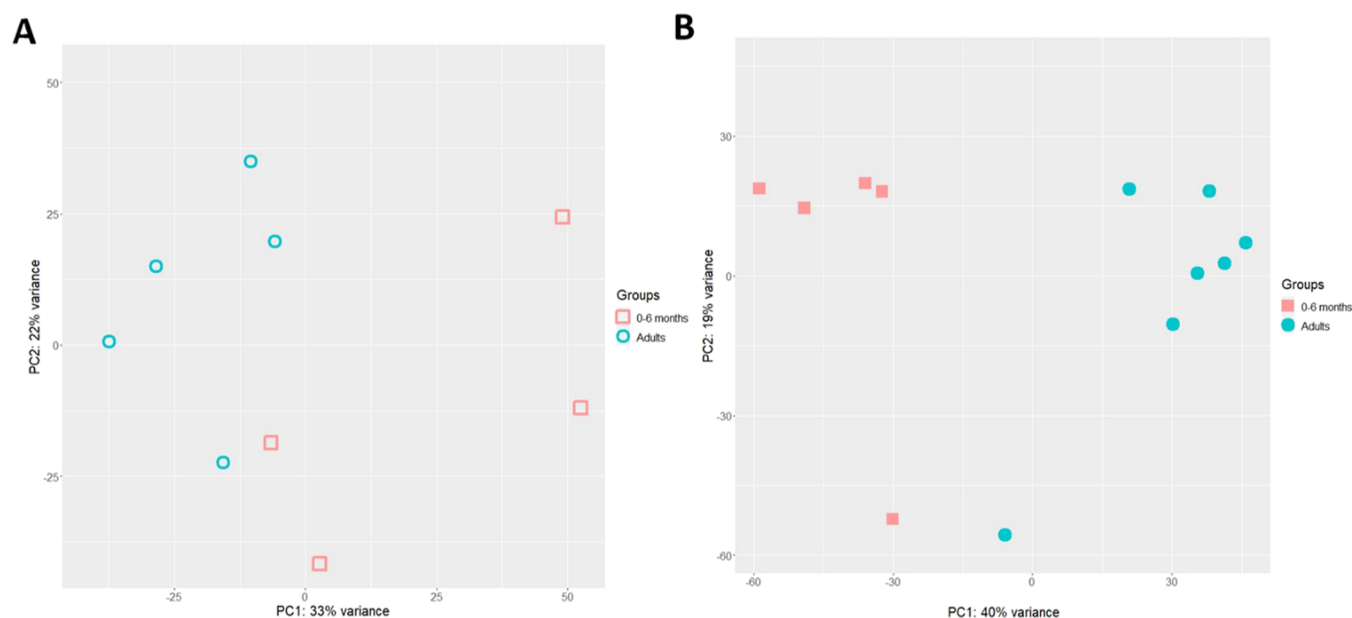 A
50
25
0
-25
PC2: 22% variance
-25
0
25
50
PC1: 33% variance
Groups
0-6 months
Adults
B
30
0
-30
-60
PC2: 19% variance
-60
-30
0
30
PC1: 40% variance
Groups
0-6 months
Adults